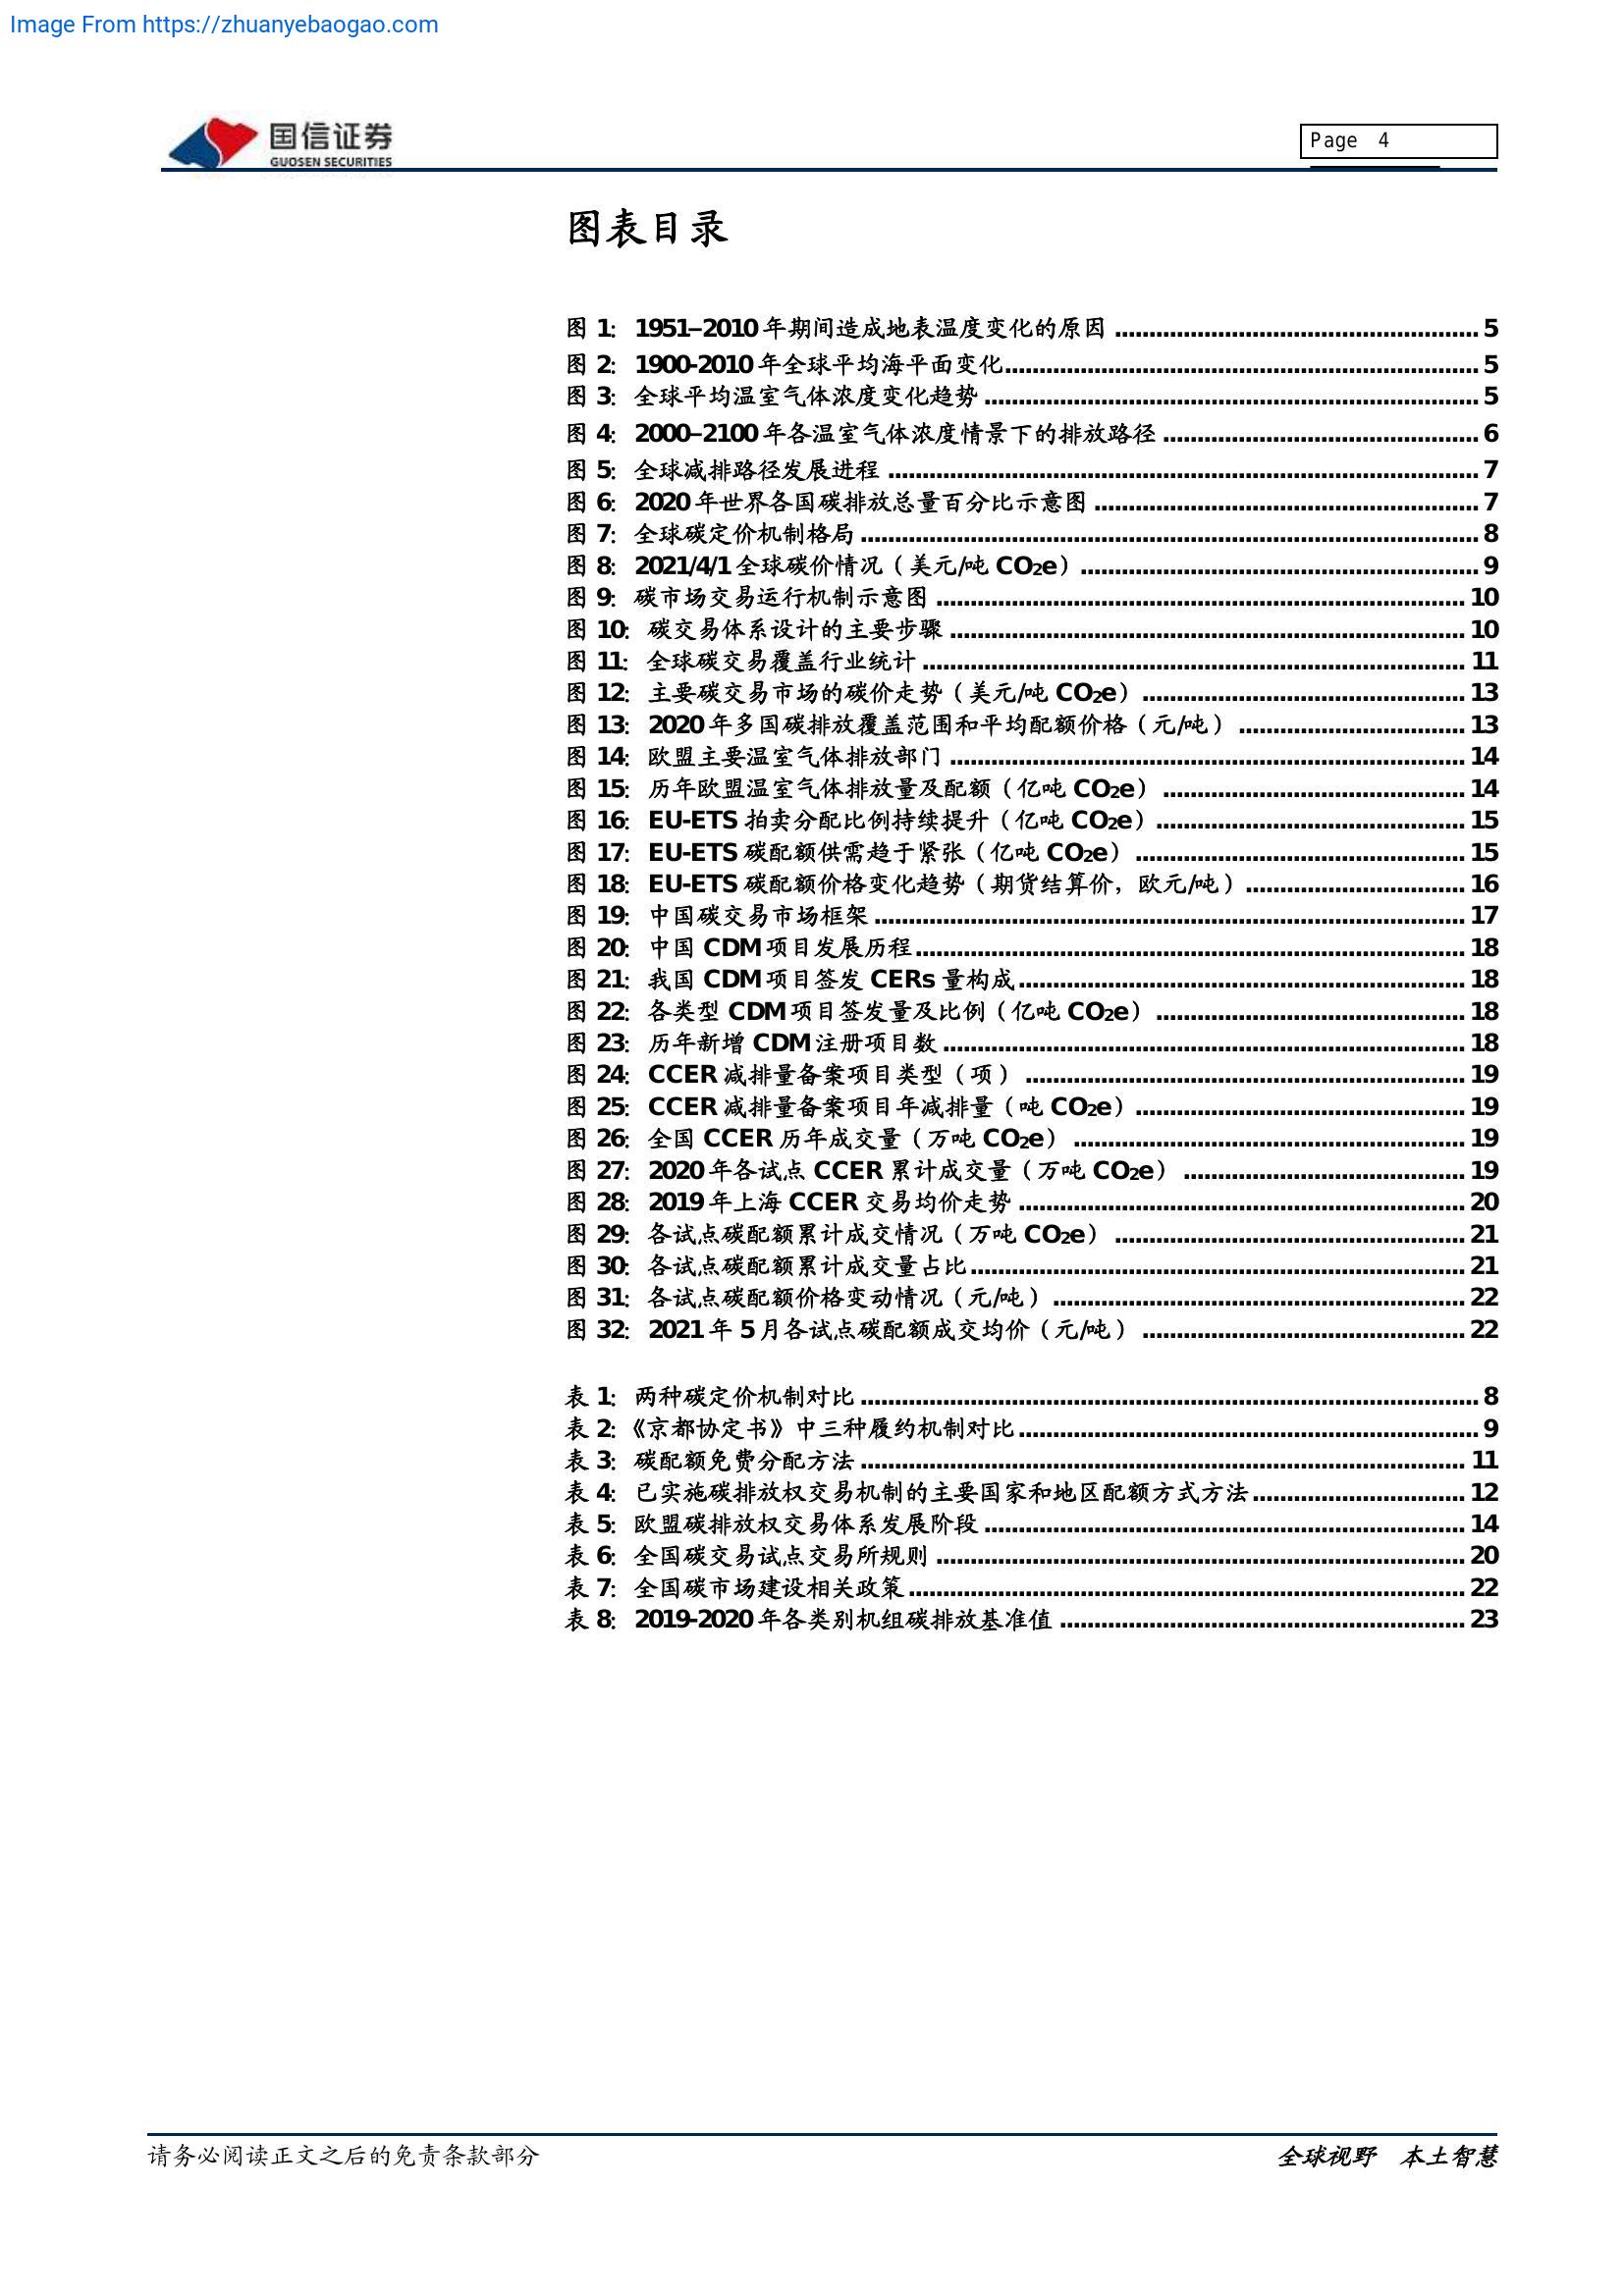 Image From https://zhuanyebaogao.com
国信证券
GUOSEN SECURITIES
Page 4
图表目录
图 1: 1951–2010 年期间造成地表温度变化的原因 ........ 5
图 2: 1900-2010 年全球平均海平面变化........ 5
图 3: 全球平均温室气体浓度变化趋势 ........ 5
图 4: 2000–2100 年各温室气体浓度情景下的排放路径 ........ 6
图 5: 全球减排路径发展进程 ........ 7
图 6: 2020 年世界各国碳排放总量百分比示意图 ........ 7
图 7: 全球碳定价机制格局 ........ 8
图 8: 2021/4/1 全球碳价情况（美元/吨 CO2e）........ 9
图 9: 碳市场交易运行机制示意图 ........ 10
图 10: 碳交易体系设计的主要步骤 ........ 10
图 11: 全球碳交易覆盖行业统计 ........ 11
图 12: 主要碳交易市场的碳价走势（美元/吨 CO2e）........ 13
图 13: 2020 年多国碳排放覆盖范围和平均配额价格（元/吨）........ 13
图 14: 欧盟主要温室气体排放部门 ........ 14
图 15: 历年欧盟温室气体排放量及配额（亿吨 CO2e）........ 14
图 16: EU-ETS 拍卖分配比例持续提升（亿吨 CO2e）........ 15
图 17: EU-ETS 碳配额供需趋于紧张（亿吨 CO2e）........ 15
图 18: EU-ETS 碳配额价格变化趋势（期货结算价，欧元/吨）........ 16
图 19: 中国碳交易市场框架 ........ 17
图 20: 中国 CDM 项目发展历程........ 18
图 21: 我国 CDM 项目签发 CERs 量构成........ 18
图 22: 各类型 CDM 项目签发量及比例（亿吨 CO2e）........ 18
图 23: 历年新增 CDM 注册项目数 ........ 18
图 24: CCER 减排量备案项目类型（项）........ 19
图 25: CCER 减排量备案项目年减排量（吨 CO2e）........ 19
图 26: 全国 CCER 历年成交量（万吨 CO2e）........ 19
图 27: 2020 年各试点 CCER 累计成交量（万吨 CO2e）........ 19
图 28: 2019 年上海 CCER 交易均价走势 ........ 20
图 29: 各试点碳配额累计成交情况（万吨 CO2e）........ 21
图 30: 各试点碳配额累计成交量占比........ 21
图 31: 各试点碳配额价格变动情况（元/吨）........ 22
图 32: 2021 年 5 月各试点碳配额成交均价（元/吨）........ 22
表 1: 两种碳定价机制对比 ........ 8
表 2:《京都协定书》中三种履约机制对比........ 9
表 3: 碳配额免费分配方法 ........ 11
表 4: 已实施碳排放权交易机制的主要国家和地区配额方式方法........ 12
表 5: 欧盟碳排放权交易体系发展阶段 ........ 14
表 6: 全国碳交易试点交易所规则 ........ 20
表 7: 全国碳市场建设相关政策........ 22
表 8: 2019-2020 年各类别机组碳排放基准值 ........ 23
请务必阅读正文之后的免责条款部分
全球视野 本土智慧